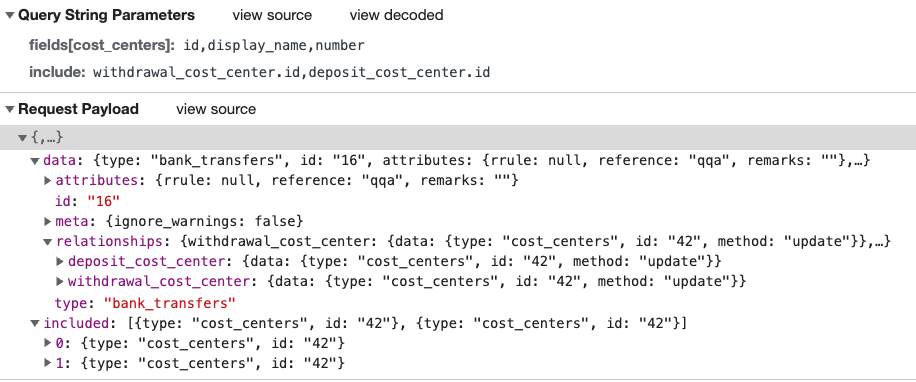 Query String Parameters view source view decoded
fields[cost_centers]: id,display_name,number
include: withdrawal_cost_center.id,deposit_cost_center.id
Request Payload view source
{,…}
data: {type: "bank_transfers", id: "16", attributes: {rrule: null, reference: "qqa", remarks: ""},…}
attributes: {rrule: null, reference: "qqa", remarks: ""}
id: "16"
meta: {ignore_warnings: false}
relationships: {withdrawal_cost_center: {data: {type: "cost_centers", id: "42", method: "update"}},…}
deposit_cost_center: {data: {type: "cost_centers", id: "42", method: "update"}}
withdrawal_cost_center: {data: {type: "cost_centers", id: "42", method: "update"}}
type: "bank_transfers"
included: [{type: "cost_centers", id: "42"}, {type: "cost_centers", id: "42"}]
0: {type: "cost_centers", id: "42"}
1: {type: "cost_centers", id: "42"}